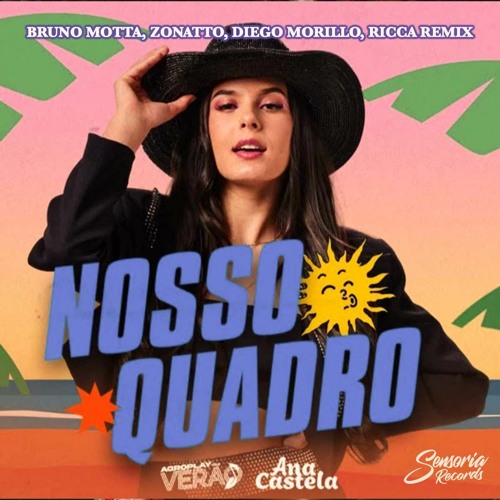 BRUNO MOTTA, ZONATTO, DIEGO MORILLO, RICCA REMIX
NOSSO
QUADRO
AGROPLAY
VERÃO
Ana
Castela
Sensoria
Records